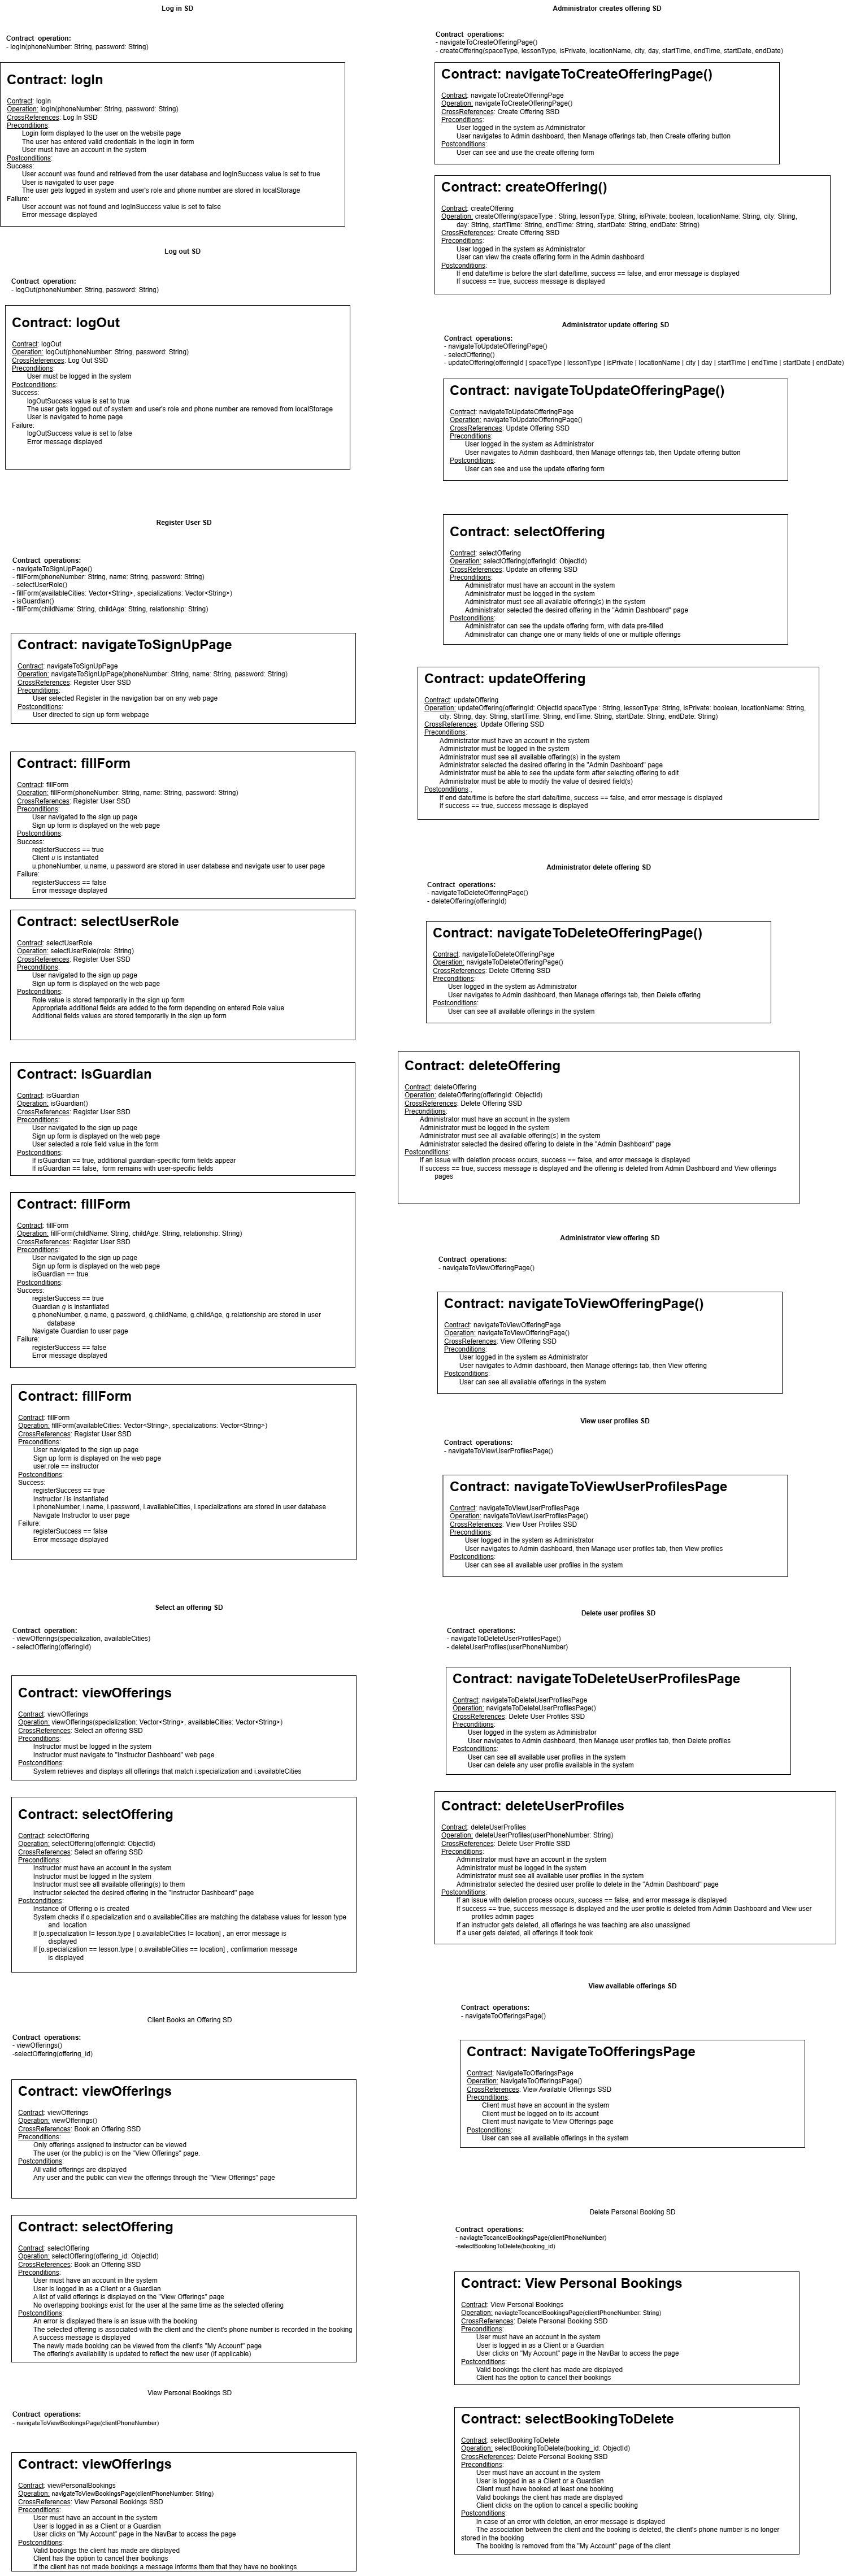 Log in SD
Contract operation:
- logIn(phoneNumber: String, password: String)
Contract: logIn
Contract: logIn
Operation: logIn(phoneNumber: String, password: String)
CrossReferences: Log In SSD
Preconditions:
Login form displayed to the user on the website page
The user has entered valid credentials in the login in form
User must have an account in the system
Postconditions:
Success:
User account was found and retrieved from the user database and logInSuccess value is set to true
User is navigated to user page
The user gets logged in system and user's role and phone number are stored in localStorage
Failure:
User account was not found and logInSuccess value is set to false
Error message displayed
Log out SD
Contract operation:
- logOut(phoneNumber: String, password: String)
Contract: logOut
Contract: logOut
Operation: logOut(phoneNumber: String, password: String)
CrossReferences: Log Out SSD
Preconditions:
User must be logged in the system
Postconditions:
Success:
logOutSuccess value is set to true
The user gets logged out of system and user's role and phone number are removed from localStorage
User is navigated to home page
Failure:
logOutSuccess value is set to false
Error message displayed
Register User SD
Contract operations:
- navigateToSignUpPage()
- fillForm(phoneNumber: String, name: String, password: String)
- selectUserRole()
- fillForm(availableCities: Vector<String>, specializations: Vector<String>)
- isGuardian()
- fillForm(childName: String, childAge: String, relationship: String)
Contract: navigateToSignUpPage
Contract: navigateToSignUpPage
Operation: navigateToSignUpPage(phoneNumber: String, name: String, password: String)
CrossReferences: Register User SSD
Preconditions:
User selected Register in the navigation bar on any web page
Postconditions:
User directed to sign up form webpage
Contract: fillForm
Contract: fillForm
Operation: fillForm(phoneNumber: String, name: String, password: String)
CrossReferences: Register User SSD
Preconditions:
User navigated to the sign up page
Sign up form is displayed on the web page
Postconditions:
Success:
registerSuccess == true
Client u is instantiated
u.phoneNumber, u.name, u.password are stored in user database and navigate user to user page
Failure:
registerSuccess == false
Error message displayed
Contract: selectUserRole
Contract: selectUserRole
Operation: selectUserRole(role: String)
CrossReferences: Register User SSD
Preconditions:
User navigated to the sign up page
Sign up form is displayed on the web page
Postconditions:
Role value is stored temporarily in the sign up form
Appropriate additional fields are added to the form depending on entered Role value
Additional fields values are stored temporarily in the sign up form
Contract: isGuardian
Contract: isGuardian
Operation: isGuardian()
CrossReferences: Register User SSD
Preconditions:
User navigated to the sign up page
Sign up form is displayed on the web page
User selected a role field value in the form
Postconditions:
If isGuardian == true, additional guardian-specific form fields appear
If isGuardian == false, form remains with user-specific fields
Contract: fillForm
Contract: fillForm
Operation: fillForm(childName: String, childAge: String, relationship: String)
CrossReferences: Register User SSD
Preconditions:
User navigated to the sign up page
Sign up form is displayed on the web page
isGuardian == true
Postconditions:
Success:
registerSuccess == true
Guardian g is instantiated
g.phoneNumber, g.name, g.password, g.childName, g.childAge, g.relationship are stored in user
database
Navigate Guardian to user page
Failure:
registerSuccess == false
Error message displayed
Contract: fillForm
Contract: fillForm
Operation: fillForm(availableCities: Vector<String>, specializations: Vector<String>)
CrossReferences: Register User SSD
Preconditions:
User navigated to the sign up page
Sign up form is displayed on the web page
user.role == instructor
Postconditions:
Success:
registerSuccess == true
Instructor i is instantiated
i.phoneNumber, i.name, i.password, i.availableCities, i.specializations are stored in user database
Navigate Instructor to user page
Failure:
registerSuccess == false
Error message displayed
Select an offering SD
Contract operation:
- viewOfferings(specialization, availableCities)
- selectOffering(offeringId)
Contract: viewOfferings
Contract: viewOfferings
Operation: viewOfferings(specialization: Vector<String>, availableCities: Vector<String>)
CrossReferences: Select an offering SSD
Preconditions:
Instructor must be logged in the system
Instructor must navigate to "Instructor Dashboard" web page
Postconditions:
System retrieves and displays all offerings that match i.specialization and i.availableCities
Contract: selectOffering
Contract: selectOffering
Operation: selectOffering(offeringId: ObjectId)
CrossReferences: Select an offering SSD
Preconditions:
Instructor must have an account in the system
Instructor must be logged in the system
Instructor must see all available offering(s) to them
Instructor selected the desired offering in the "Instructor Dashboard" page
Postconditions:
Instance of Offering o is created
System checks if o.specialization and o.availableCities are matching the database values for lesson type
and location
If [o.specialization != lesson.type | o.availableCities != location] , an error message is
displayed
If [o.specialization == lesson.type | o.availableCities == location] , confirmarion message
is displayed
Client Books an Offering SD
Contract operations:
- viewOfferings()
-selectOffering(offering_id)
Contract: viewOfferings
Contract: viewOfferings
Operation: viewOfferings()
CrossReferences: Book an Offering SSD
Preconditions:
Only offerings assigned to instructor can be viewed
The user (or the public) is on the "View Offerings" page.
Postconditions:
All valid offerings are displayed
Any user and the public can view the offerings through the "View Offerings" page
Contract: selectOffering
Contract: selectOffering
Operation: selectOffering(offering_id: ObjectId)
CrossReferences: Book an Offering SSD
Preconditions:
User must have an account in the system
User is logged in as a Client or a Guardian
A list of valid offerings is displayed on the "View Offerings" page
No overlapping bookings exist for the user at the same time as the selected offering
Postconditions:
An error is displayed there is an issue with the booking
The selected offering is associated with the client and the client's phone number is recorded in the booking
A success message is displayed
The newly made booking can be viewed from the client's "My Account" page
The offering's availability is updated to reflect the new user (if applicable)
View Personal Bookings SD
Contract operations:
- navigateToViewBookingsPage(clientPhoneNumber)
Contract: viewOfferings
Contract: viewPersonalBookings
Operation: navigateToViewBookingsPage(clientPhoneNumber: String)
CrossReferences: View Personal Bookings SSD
Preconditions:
User must have an account in the system
User is logged in as a Client or a Guardian
User clicks on "My Account" page in the NavBar to access the page
Postconditions:
Valid bookings the client has made are displayed
Client has the option to cancel their bookings
If the client has not made bookings a message informs them that they have no bookings
Administrator creates offering SD
Contract operations:
- navigateToCreateOfferingPage()
- createOffering(spaceType, lessonType, isPrivate, locationName, city, day, startTime, endTime, startDate, endDate)
Contract: navigateToCreateOfferingPage()
Contract: navigateToCreateOfferingPage
Operation: navigateToCreateOfferingPage()
CrossReferences: Create Offering SSD
Preconditions:
User logged in the system as Administrator
User navigates to Admin dashboard, then Manage offerings tab, then Create offering button
Postconditions:
User can see and use the create offering form
Contract: createOffering()
Contract: createOffering
Operation: createOffering(spaceType : String, lessonType: String, isPrivate: boolean, locationName: String, city: String,
day: String, startTime: String, endTime: String, startDate: String, endDate: String)
CrossReferences: Create Offering SSD
Preconditions:
User logged in the system as Administrator
User can view the create offering form in the Admin dashboard
Postconditions:
If end date/time is before the start date/time, success == false, and error message is displayed
If success == true, success message is displayed
Administrator update offering SD
Contract operations:
- navigateToUpdateOfferingPage()
- selectOffering()
- updateOffering(offeringId | spaceType | lessonType | isPrivate | locationName | city | day | startTime | endTime | startDate | endDate)
Contract: navigateToUpdateOfferingPage()
Contract: navigateToUpdateOfferingPage
Operation: navigateToUpdateOfferingPage()
CrossReferences: Update Offering SSD
Preconditions:
User logged in the system as Administrator
User navigates to Admin dashboard, then Manage offerings tab, then Update offering button
Postconditions:
User can see and use the update offering form
Contract: selectOffering
Contract: selectOffering
Operation: selectOffering(offeringId: ObjectId)
CrossReferences: Update an offering SSD
Preconditions:
Administrator must have an account in the system
Administrator must be logged in the system
Administrator must see all available offering(s) in the system
Administrator selected the desired offering in the "Admin Dashboard" page
Postconditions:
Administrator can see the update offering form, with data pre-filled
Administrator can change one or many fields of one or multiple offerings
Contract: updateOffering
Contract: updateOffering
Operation: updateOffering(offeringId: ObjectId spaceType : String, lessonType: String, isPrivate: boolean, locationName: String,
city: String, day: String, startTime: String, endTime: String, startDate: String, endDate: String)
CrossReferences: Update Offering SSD
Preconditions:
Administrator must have an account in the system
Administrator must be logged in the system
Administrator must see all available offering(s) in the system
Administrator selected the desired offering in the "Admin Dashboard" page
Administrator must be able to see the update form after selecting offering to edit
Administrator must be able to modify the value of desired field(s)
Postconditions:,
If end date/time is before the start date/time, success == false, and error message is displayed
If success == true, success message is displayed
Administrator delete offering SD
Contract operations:
- navigateToDeleteOfferingPage()
- deleteOffering(offeringId)
Contract: navigateToDeleteOfferingPage()
Contract: navigateToDeleteOfferingPage
Operation: navigateToDeleteOfferingPage()
CrossReferences: Delete Offering SSD
Preconditions:
User logged in the system as Administrator
User navigates to Admin dashboard, then Manage offerings tab, then Delete offering
Postconditions:
User can see all available offerings in the system
Contract: deleteOffering
Contract: deleteOffering
Operation: deleteOffering(offeringId: ObjectId)
CrossReferences: Delete Offering SSD
Preconditions:
Administrator must have an account in the system
Administrator must be logged in the system
Administrator must see all available offering(s) in the system
Administrator selected the desired offering to delete in the "Admin Dashboard" page
Postconditions:
If an issue with deletion process occurs, success == false, and error message is displayed
If success == true, success message is displayed and the offering is deleted from Admin Dashboard and View offerings
pages
Administrator view offering SD
Contract operations:
- navigateToViewOfferingPage()
Contract: navigateToViewOfferingPage()
Contract: navigateToViewOfferingPage
Operation: navigateToViewOfferingPage()
CrossReferences: View Offering SSD
Preconditions:
User logged in the system as Administrator
User navigates to Admin dashboard, then Manage offerings tab, then View offering
Postconditions:
User can see all available offerings in the system
View user profiles SD
Contract operations:
- navigateToViewUserProfilesPage()
Contract: navigateToViewUserProfilesPage
Contract: navigateToViewUserProfilesPage
Operation: navigateToViewUserProfilesPage()
CrossReferences: View User Profiles SSD
Preconditions:
User logged in the system as Administrator
User navigates to Admin dashboard, then Manage user profiles tab, then View profiles
Postconditions:
User can see all available user profiles in the system
Delete user profiles SD
Contract operations:
- navigateToDeleteUserProfilesPage()
- deleteUserProfiles(userPhoneNumber)
Contract: navigateToDeleteUserProfilesPage
Contract: navigateToDeleteUserProfilesPage
Operation: navigateToDeleteUserProfilesPage()
CrossReferences: Delete User Profiles SSD
Preconditions:
User logged in the system as Administrator
User navigates to Admin dashboard, then Manage user profiles tab, then Delete profiles
Postconditions:
User can see all available user profiles in the system
User can delete any user profile available in the system
Contract: deleteUserProfiles
Contract: deleteUserProfiles
Operation: deleteUserProfiles(userPhoneNumber: String)
CrossReferences: Delete User Profile SSD
Preconditions:
Administrator must have an account in the system
Administrator must be logged in the system
Administrator must see all available user profiles in the system
Administrator selected the desired user profile to delete in the "Admin Dashboard" page
Postconditions:
If an issue with deletion process occurs, success == false, and error message is displayed
If success == true, success message is displayed and the user profile is deleted from Admin Dashboard and View user
profiles admin pages
If an instructor gets deleted, all offerings he was teaching are also unassigned
If a user gets deleted, all offerings it took took
View available offerings SD
Contract operations:
- navigateToOfferingsPage()
Contract: NavigateToOfferingsPage
Contract: NavigateToOfferingsPage
Operation: NavigateToOfferingsPage()
CrossReferences: View Available Offerings SSD
Preconditions:
Client must have an account in the system
Client must be logged on to its account
Client must navigate to View Offerings page
Postconditions:
User can see all available offerings in the system
Delete Personal Booking SD
Contract operations:
- naviagteTocancelBookingsPage(clientPhoneNumber)
-selectBookingToDelete(booking_id)
Contract: View Personal Bookings
Contract: View Personal Bookings
Operation: naviagteTocancelBookingsPage(clientPhoneNumber: String)
CrossReferences: Delete Personal Booking SSD
Preconditions:
User must have an account in the system
User is logged in as a Client or a Guardian
User clicks on "My Account" page in the NavBar to access the page
Postconditions:
Valid bookings the client has made are displayed
Client has the option to cancel their bookings
Contract: selectBookingToDelete
Contract: selectBookingToDelete
Operation: selectBookingToDelete(booking_id: ObjectId)
CrossReferences: Delete Personal Booking SSD
Preconditions:
User must have an account in the system
User is logged in as a Client or a Guardian
Client must have booked at least one booking
Valid bookings the client has made are displayed
Client clicks on the option to cancel a specific booking
Postconditions:
In case of an error with deletion, an error message is displayed
The association between the client and the booking is deleted, the client's phone number is no longer
stored in the booking
The booking is removed from the "My Account" page of the client